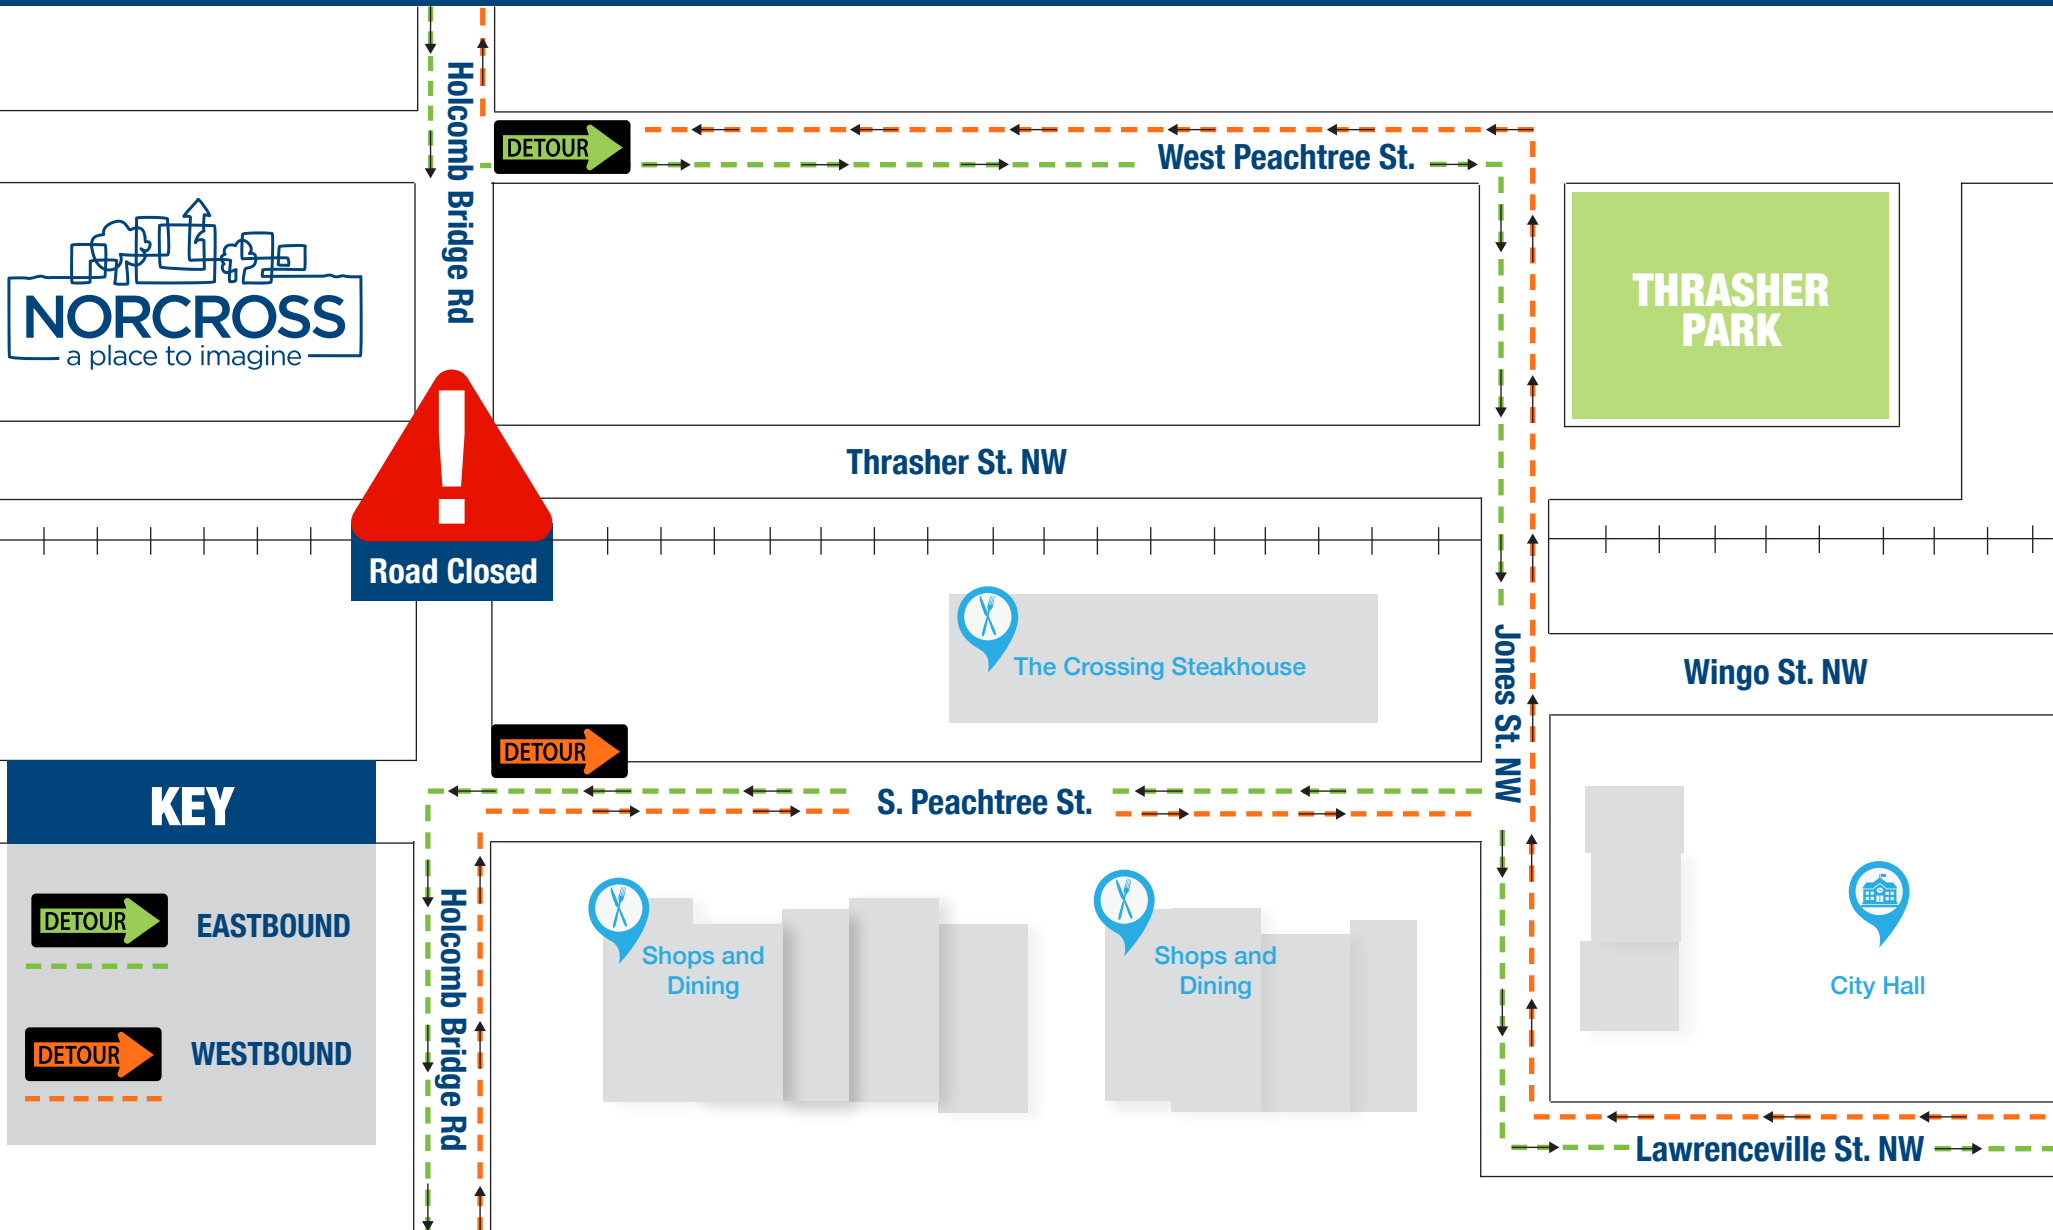 Holcomb Bridge Rd
DETOUR
West Peachtree St.
NORCROSS
a place to imagine
THRASHER
PARK
!
Road Closed
Thrasher St. NW
The Crossing Steakhouse
Jones St. NW
Wingo St. NW
DETOUR
S. Peachtree St.
KEY
DETOUR
EASTBOUND
DETOUR
WESTBOUND
Holcomb Bridge Rd
Shops and
Dining
Shops and
Dining
City Hall
Lawrenceville St. NW